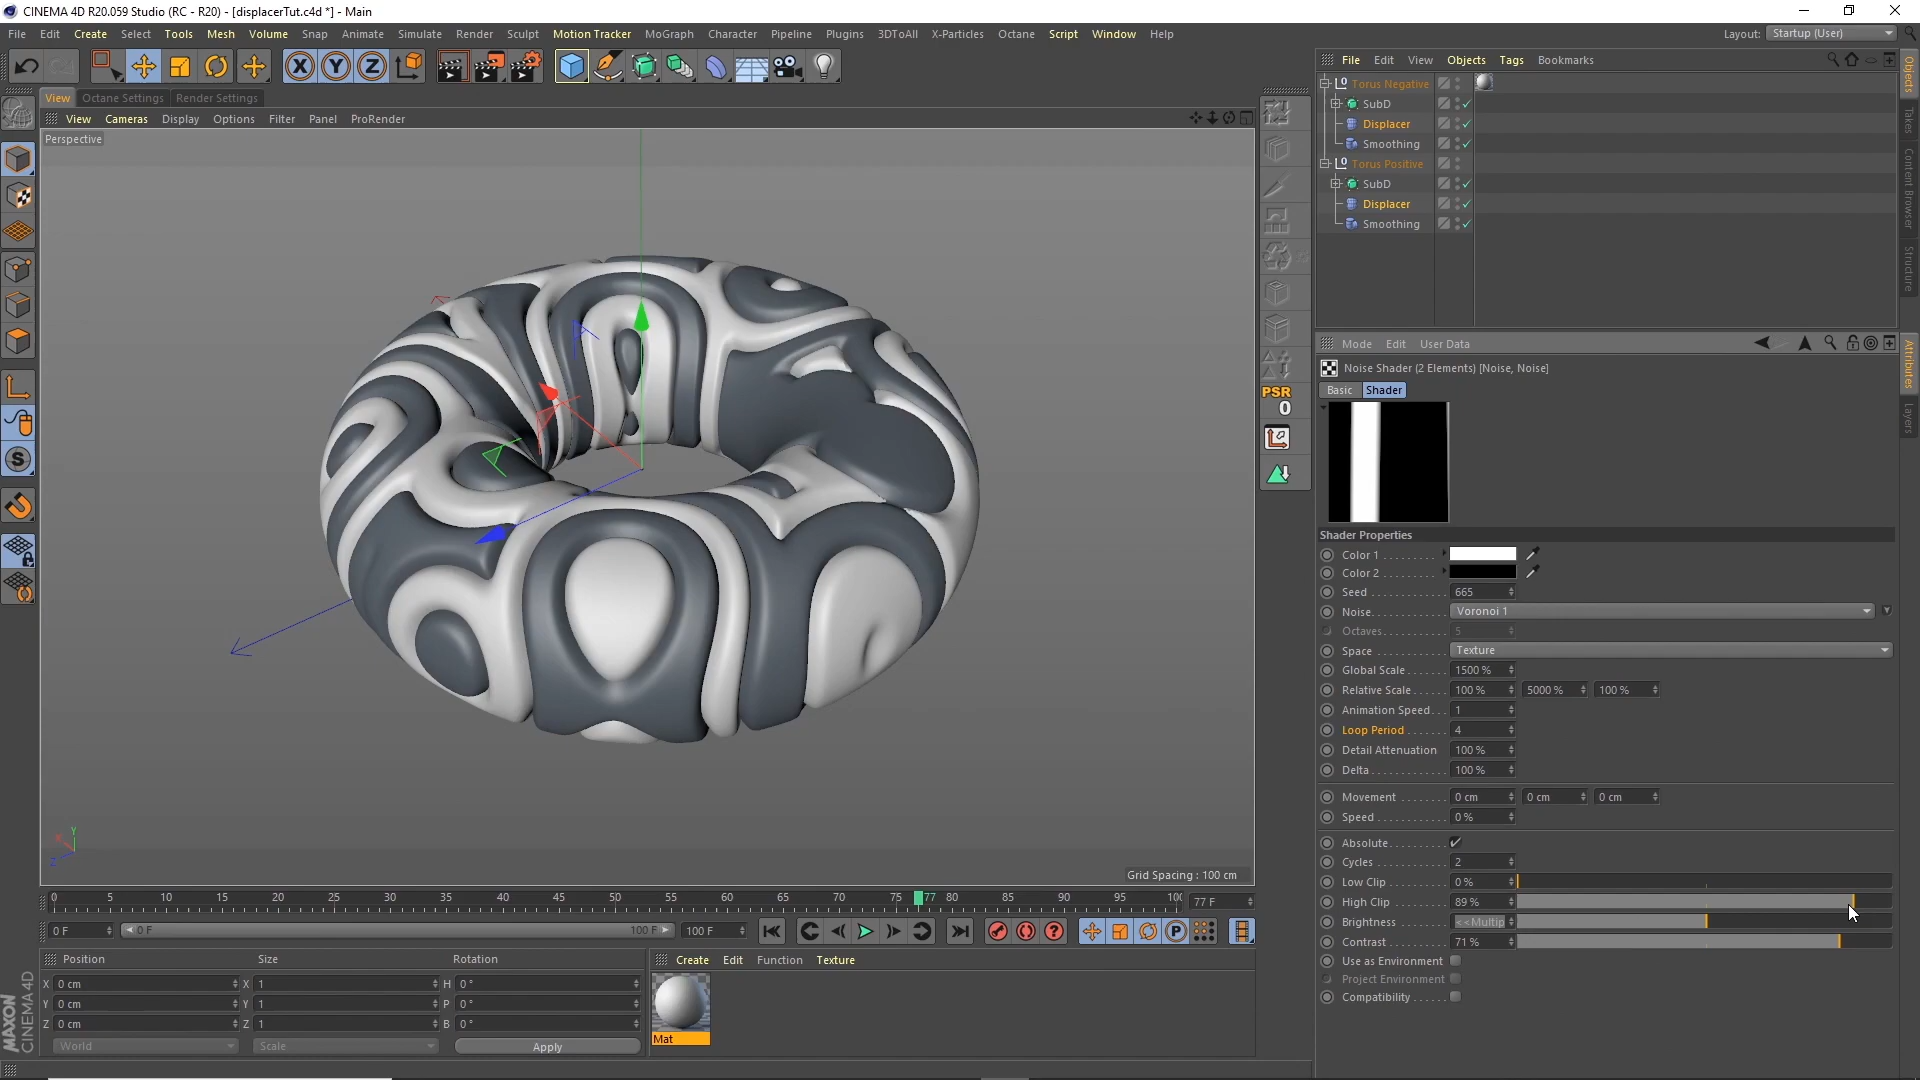 CINEMA 4D R20.059 Studio (RC - R20) - [displacerTut.c4d *] - Main
File Edit Create Select Tools Mesh Volume Snap Animate Simulate Render Sculpt Motion Tracker MoGraph Character Pipeline Plugins 3DToAll X-Particles Octane Script Window Help
Layout: Startup (User)
X Y Z
File Edit View Objects Tags Bookmarks
Torus Negative
SubD
Displacer
Smoothing
Torus Positive
SubD
Displacer
Smoothing
Objects
Takes
Content Browser
Structure
View Octane Settings Render Settings
View Cameras Display Options Filter Panel ProRender
Perspective
Y
X
Z
Grid Spacing : 100 cm
S
PSR
0
Mode Edit User Data
Noise Shader (2 Elements) [Noise, Noise]
Basic Shader
Attributes
Layers
Shader Properties
Color 1
Color 2
Seed 665
Noise Voronoi 1
Octaves 5
Space Texture
Global Scale 1500 %
Relative Scale 100 % 5000 % 100 %
Animation Speed 1
Loop Period 4
Detail Attenuation 100 %
Delta 100 %
Movement 0 cm 0 cm 0 cm
Speed 0 %
Absolute
Cycles 2
Low Clip 0 %
High Clip 89 %
Brightness <<Multip
Contrast 71 %
Use as Environment
Project Environment
Compatibility
0 5 10 15 20 25 30 35 40 45 50 55 60 65 70 75 77 80 85 90 95 10 77 F
0 F 0 F 100 F 100 F
P
Position Size Rotation
X 0 cm X 1 H 0 °
Y 0 cm Y 1 P 0 °
Z 0 cm Z 1 B 0 °
World Scale Apply
Create Edit Function Texture
Mat
MAXON
CINEMA 4D